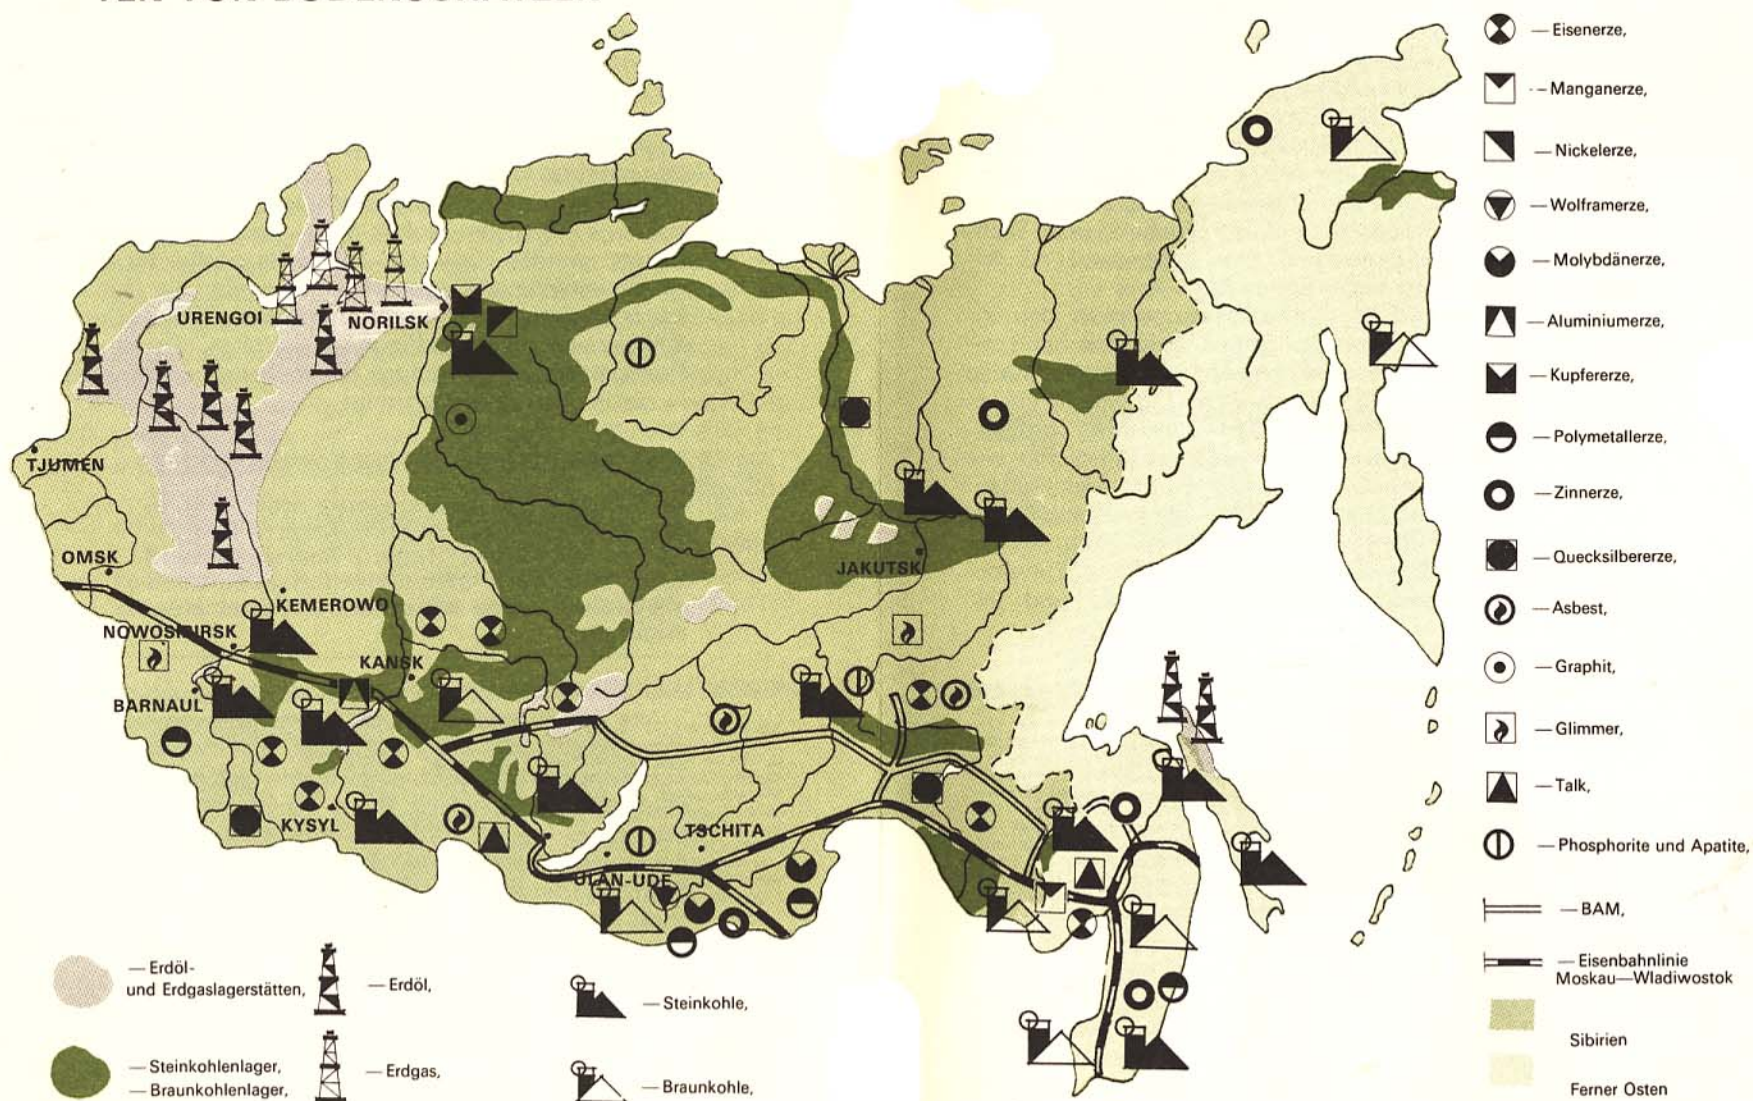 URENGOI
NORILSK
TJUMEN
OMSK
KEMEROWO
NOWOSIBIRSK
KANSK
BARNAUL
KYSYL
JAKUTSK
TSCHITA
ULAN-UDE
— Erdöl-
und Erdgaslagerstätten,
— Steinkohlenlager,
— Braunkohlenlager,
— Erdöl,
— Erdgas,
— Steinkohle,
— Braunkohle,
— Eisenerze,
— Manganerze,
— Nickelerze,
— Wolframerze,
— Molybdänerze,
— Aluminiumerze,
— Kupfererze,
— Polymetallerze,
— Zinnerze,
— Quecksilbererze,
— Asbest,
— Graphit,
— Glimmer,
— Talk,
— Phosphorite und Apatite,
— BAM,
— Eisenbahnlinie
Moskau—Wladiwostok
Sibirien
Ferner Osten